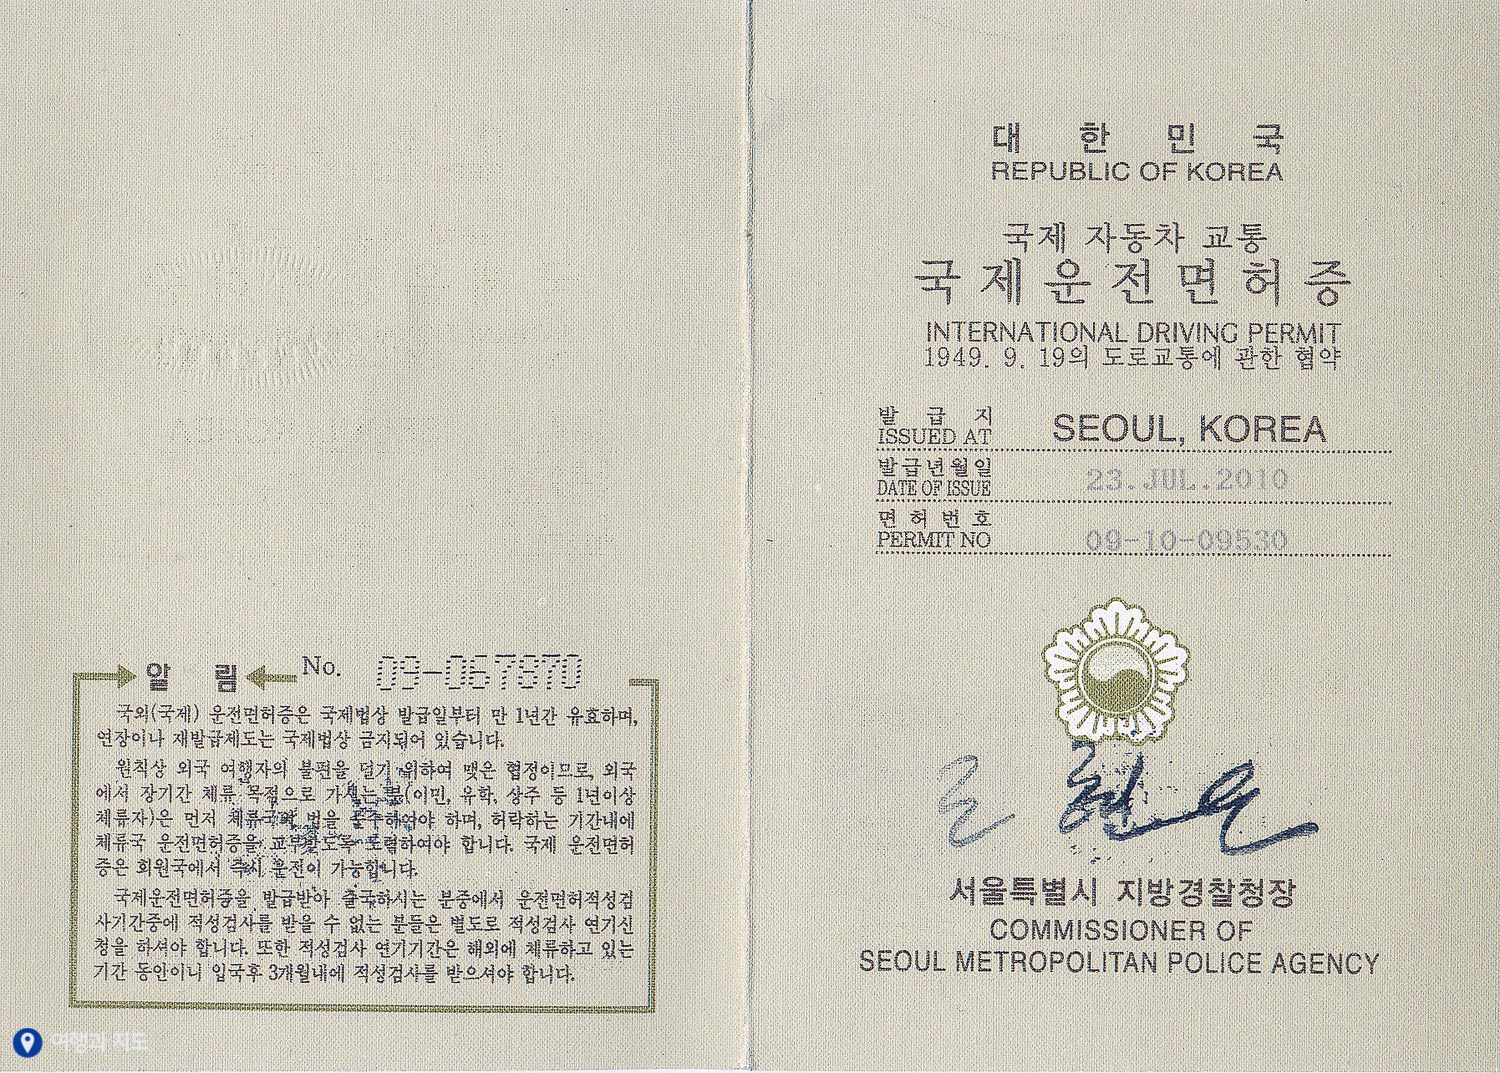 알 림 No. 09-067870
국외(국제) 운전면허증은 국제법상 발급일부터 만 1년간 유효하며,
연장이나 재발급제도는 국제법상 금지되어 있습니다.
원칙상 외국 여행자의 불편을 덜기 위하여 맺은 협정이므로, 외국
에서 장기간 체류 목적으로 가시는 분(이민, 유학, 상주 등 1년이상
체류자)은 먼저 체류국의 법을 준수하여야 하며, 허락하는 기간내에
체류국 운전면허증을 교부받도록 노력하여야 합니다. 국제 운전면허
증은 회원국에서 즉시 운전이 가능합니다.
국제운전면허증을 발급받아 출국하시는 분중에서 운전면허적성검
사기간중에 적성검사를 받을 수 없는 분들은 별도로 적성검사 연기신
청을 하셔야 합니다. 또한 적성검사 연기기간은 해외에 체류하고 있는
기간 동안이니 입국후 3개월내에 적성검사를 받으셔야 합니다.
여행과 지도
대 한 민 국
REPUBLIC OF KOREA
국제 자동차 교통
국제운전면허증
INTERNATIONAL DRIVING PERMIT
1949. 9. 19의 도로교통에 관한 협약
발 급 지
ISSUED AT SEOUL, KOREA
발급년월일
DATE OF ISSUE 23.JUL.2010
면 허 번 호
PERMIT NO 09-10-09530
서울특별시 지방경찰청장
COMMISSIONER OF
SEOUL METROPOLITAN POLICE AGENCY